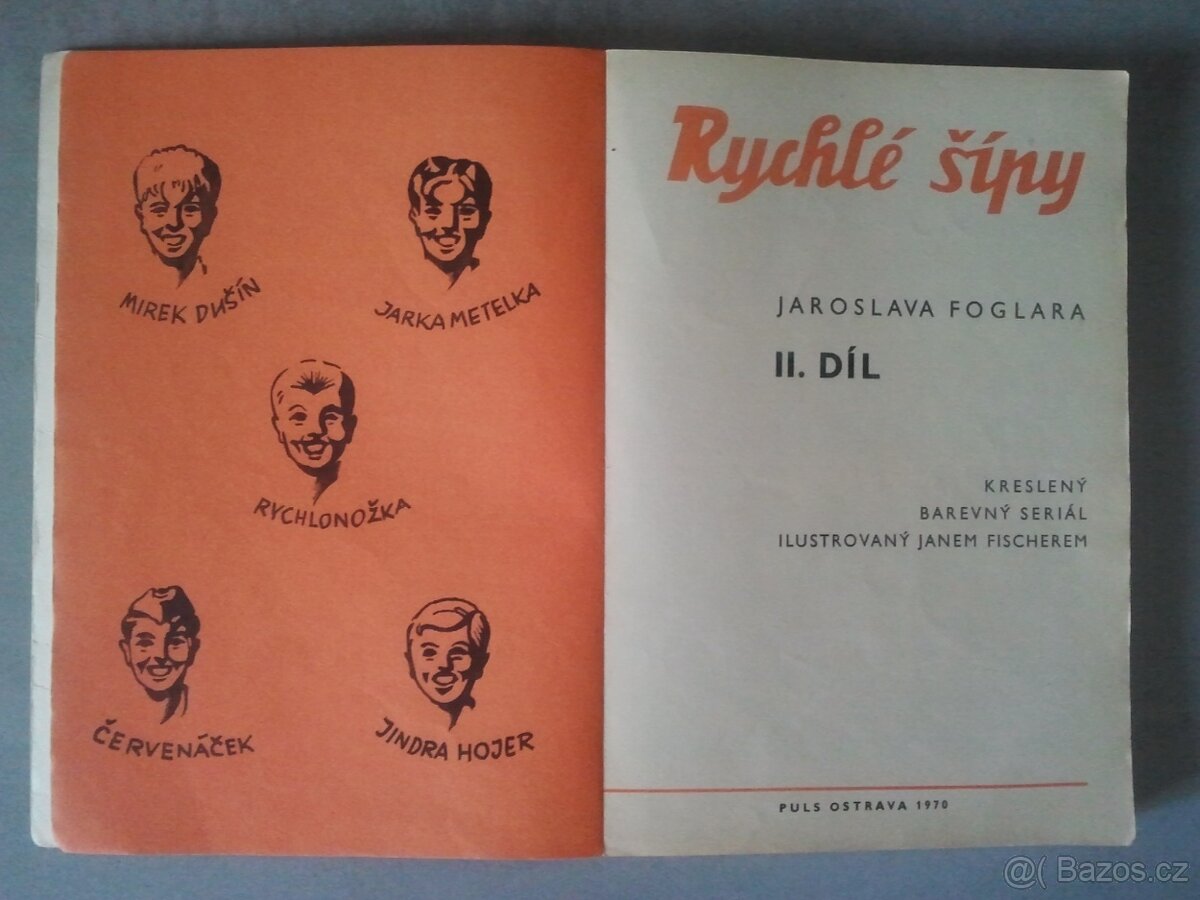 MIREK DUŠÍN
JARKA METELKA
RYCHLONOŽKA
ČERVENÁČEK
JINDRA HOJER
Rychlé šípy
JAROSLAVA FOGLARA
II. DÍL
KRESLENÝ
BAREVNÝ SERIÁL
ILUSTROVANÝ JANEM FISCHEREM
PULS OSTRAVA 1970
@( Bazos.cz